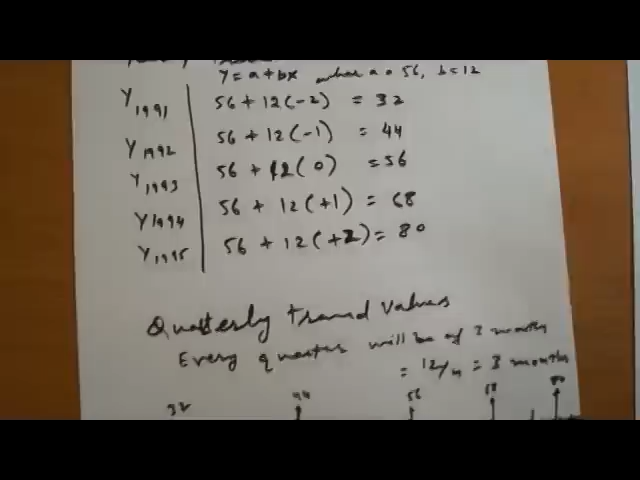 Y = a + bx where a = 56, b = 12
Y1991 56 + 12(-2) = 32
Y1992 56 + 12(-1) = 44
Y1993 56 + 12(0) = 56
Y1994 56 + 12(+1) = 68
Y1995 56 + 12(+2) = 80
Quarterly trend values
Every quarter will be of 3 months
= 12/4 = 3 months
32 44 56 68 80